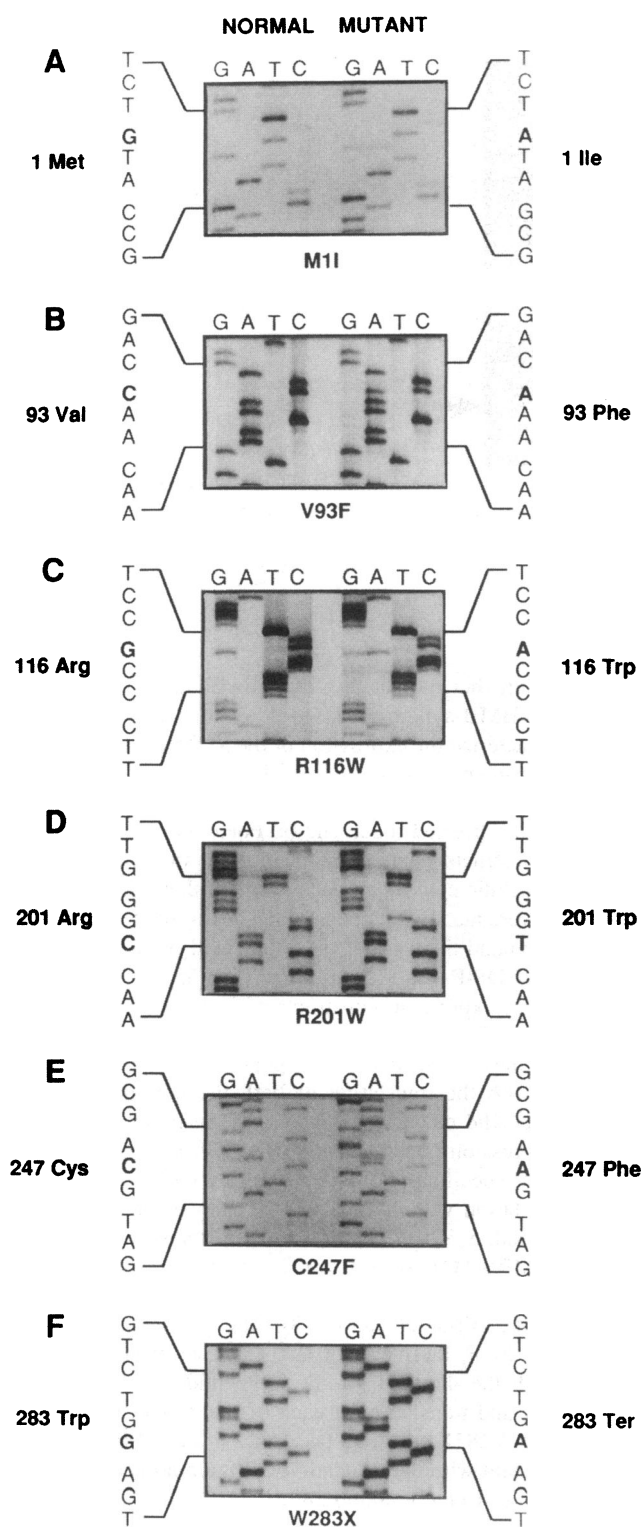 NORMAL MUTANT
A
T C T G T A C C G
1 Met
G A T C G A T C
T C T A T A G C G
1 Ile
M1I
B
G A C C A A C A A
93 Val
G A T C G A T C
G A C A A A C A A
93 Phe
V93F
C
T C C G C C C T T
116 Arg
G A T C G A T C
T C C A C C C T T
116 Trp
R116W
D
T T G G G C C A A
201 Arg
G A T C G A T C
T T G G G T C A A
201 Trp
R201W
E
G C G A C G T A G
247 Cys
G A T C G A T C
G C G A A G T A G
247 Phe
C247F
F
G T C T G G A G T
283 Trp
G A T C G A T C
G T C T G A A G T
283 Ter
W283X